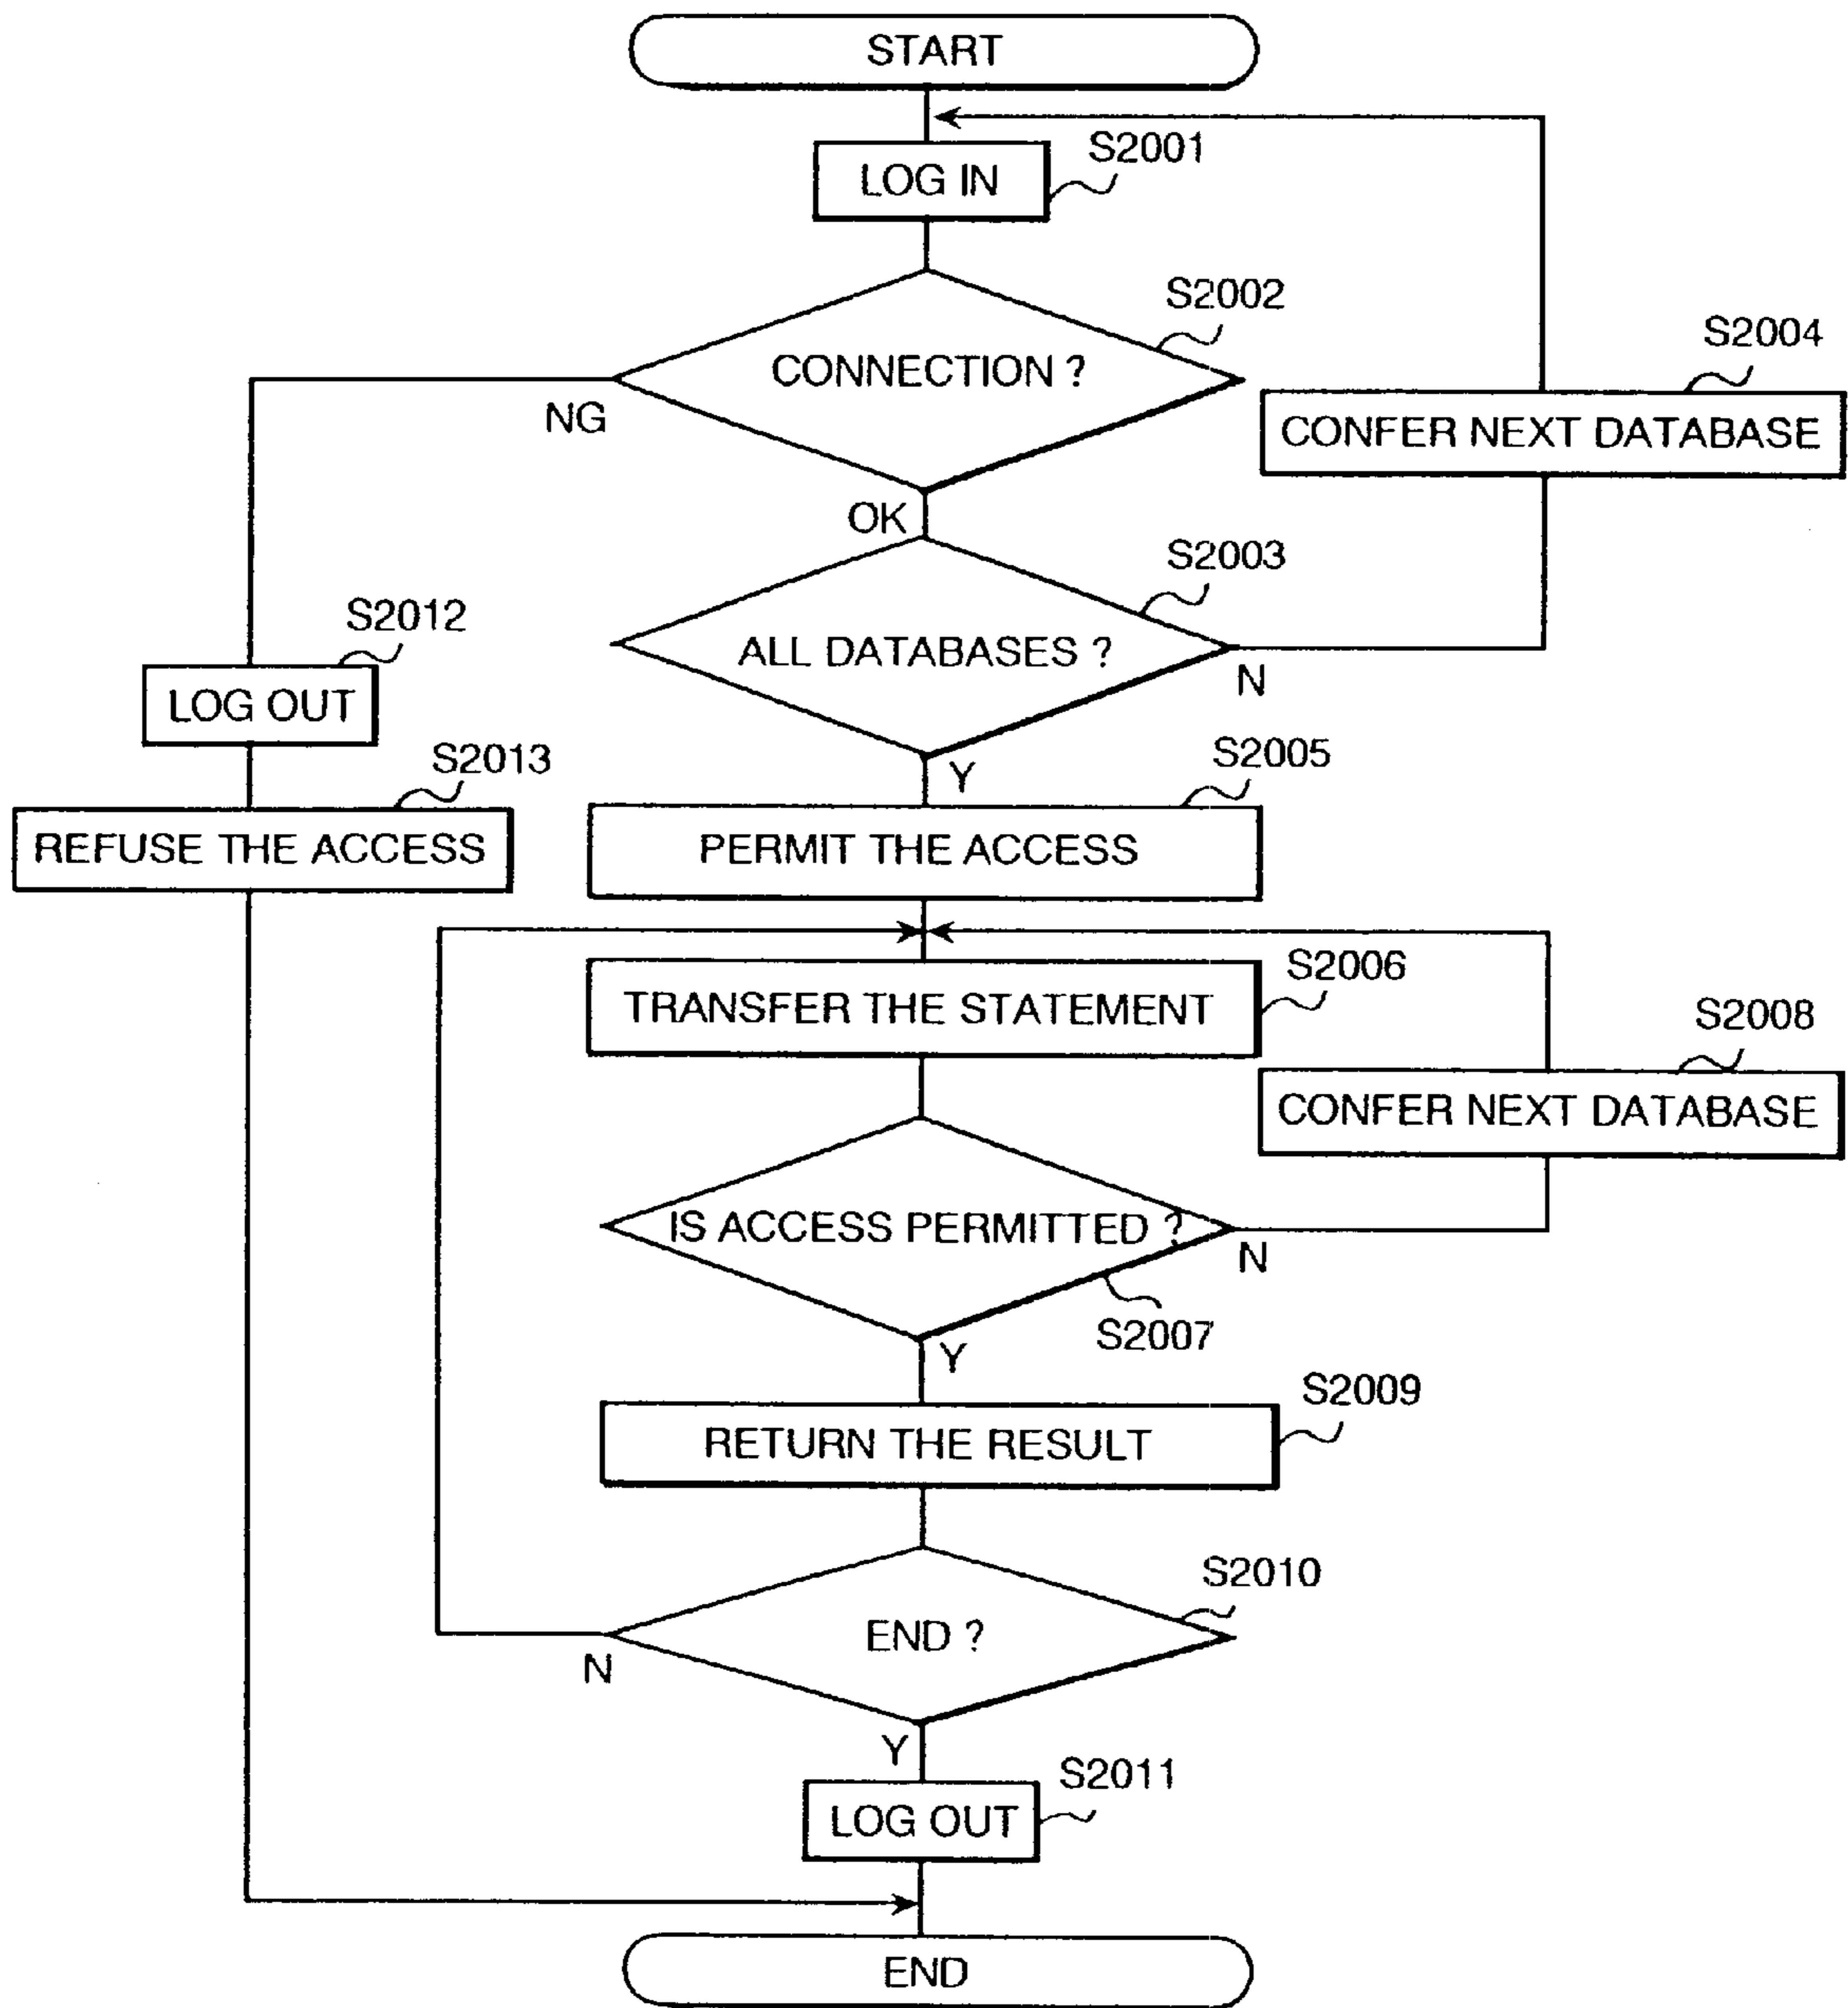 START
LOG IN
S2001
CONNECTION ?
S2002
NG
OK
CONFER NEXT DATABASE
S2004
ALL DATABASES ?
S2003
N
Y
LOG OUT
S2012
REFUSE THE ACCESS
S2013
PERMIT THE ACCESS
S2005
TRANSFER THE STATEMENT
S2006
CONFER NEXT DATABASE
S2008
IS ACCESS PERMITTED ?
S2007
N
Y
RETURN THE RESULT
S2009
END ?
S2010
N
Y
LOG OUT
S2011
END